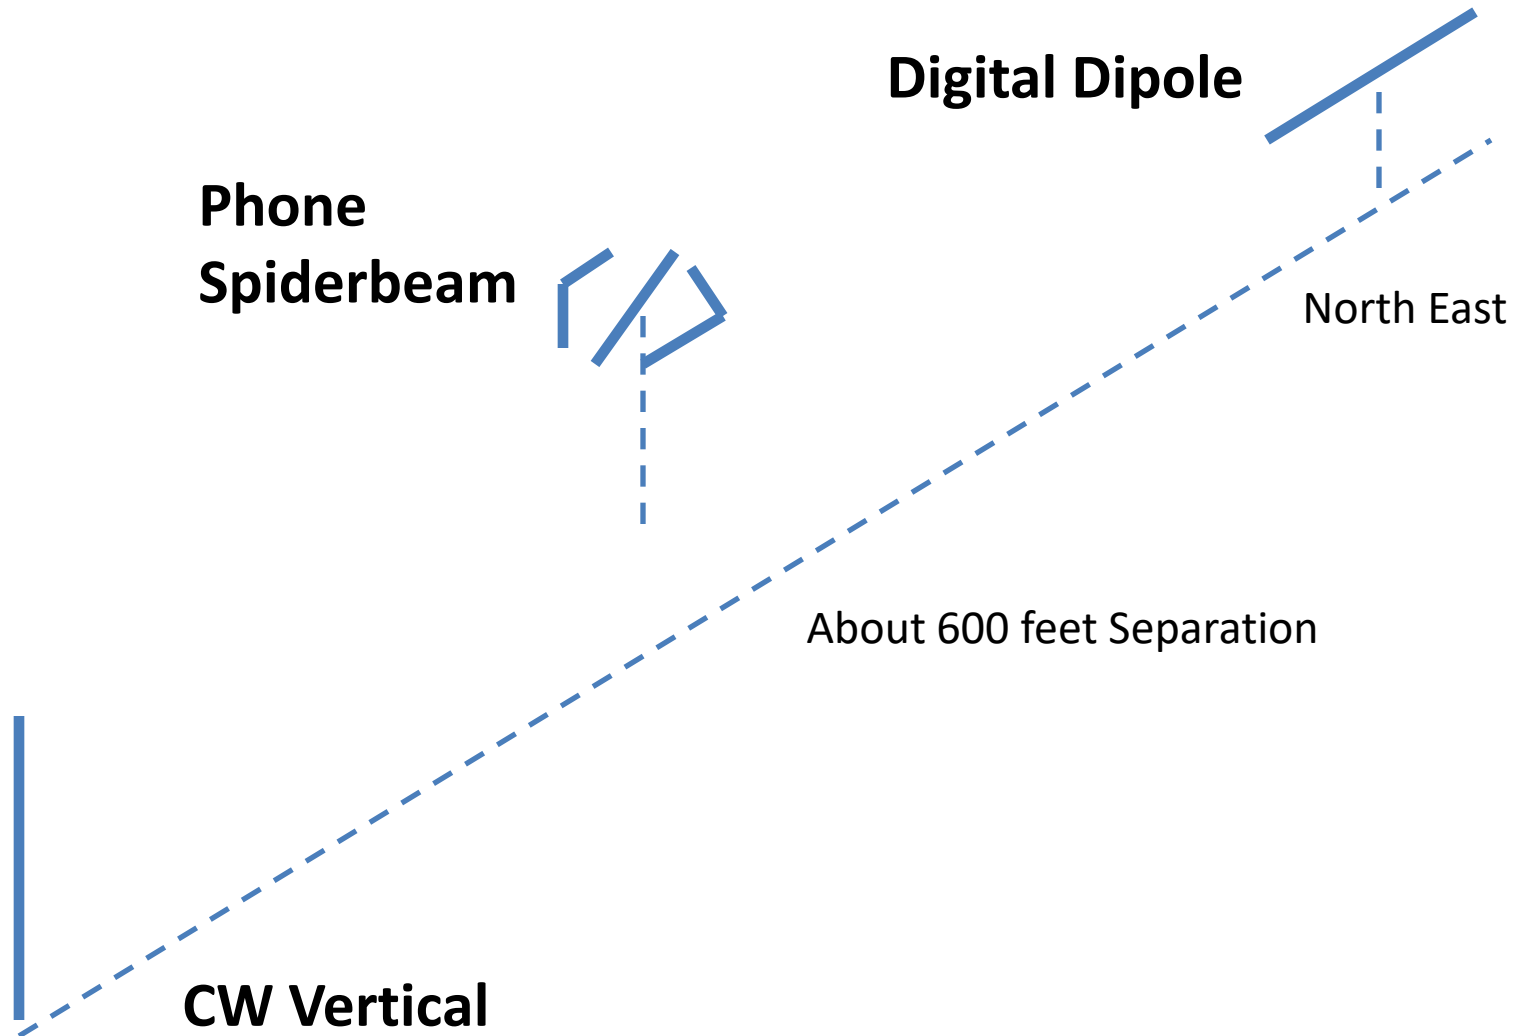 Digital Dipole
Phone
Spiderbeam
North East
About 600 feet Separation
CW Vertical